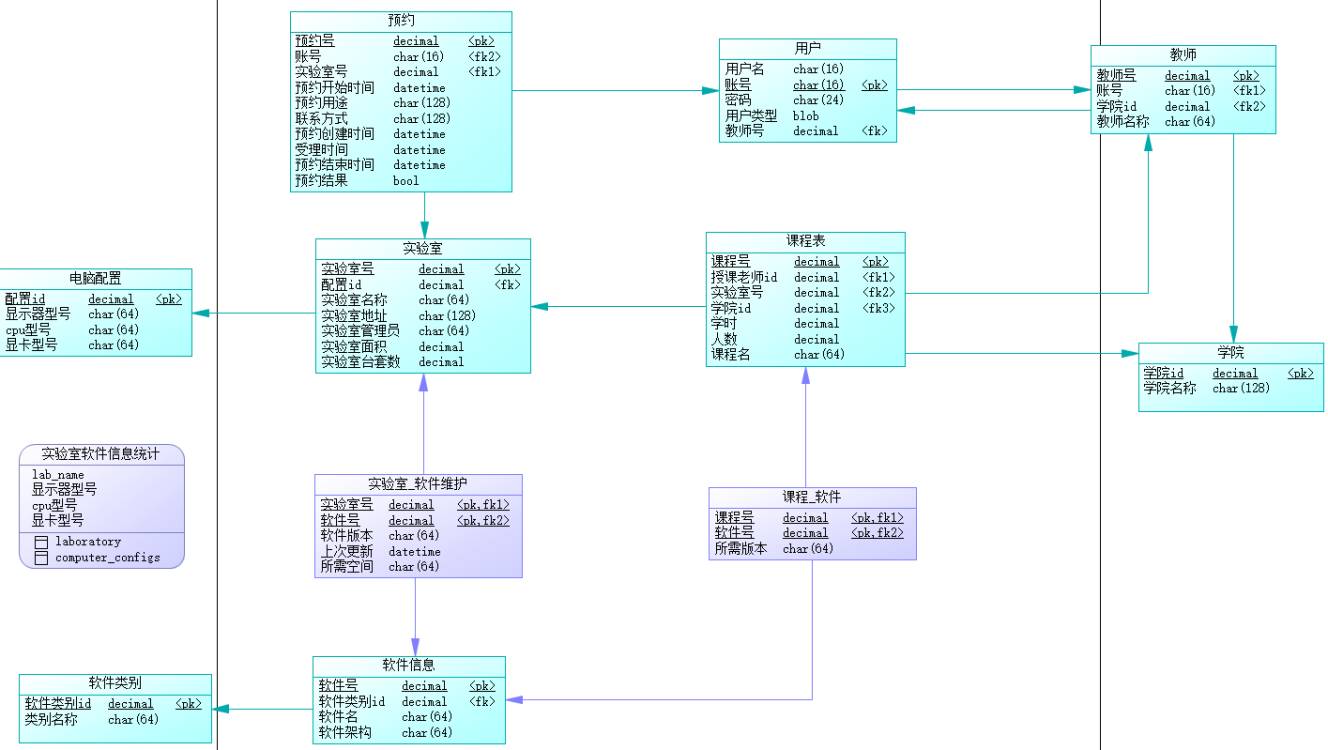 预约
预约号 decimal <pk>
账号 char(16) <fk2>
实验室号 decimal <fk1>
预约开始时间 datetime
预约用途 char(128)
联系方式 char(128)
预约创建时间 datetime
受理时间 datetime
预约结束时间 datetime
预约结果 bool
用户
用户名 char(16)
账号 char(16) <pk>
密码 char(24)
用户类型 blob
教师号 decimal <fk>
教师
教师号 decimal <pk>
账号 char(16) <fk1>
学院id decimal <fk2>
教师名称 char(64)
电脑配置
配置id decimal <pk>
显示器型号 char(64)
cpu型号 char(64)
显卡型号 char(64)
实验室
实验室号 decimal <pk>
配置id decimal <fk>
实验室名称 char(64)
实验室地址 char(128)
实验室管理员 char(64)
实验室面积 decimal
实验室台套数 decimal
课程表
课程号 decimal <pk>
授课老师id decimal <fk1>
实验室号 decimal <fk2>
学院id decimal <fk3>
学时 decimal
人数 decimal
课程名 char(64)
学院
学院id decimal <pk>
学院名称 char(128)
实验室软件信息统计
lab_name
显示器型号
cpu型号
显卡型号
laboratory
computer_configs
实验室_软件维护
实验室号 decimal <pk,fk1>
软件号 decimal <pk,fk2>
软件版本 char(64)
上次更新 datetime
所需空间 char(64)
课程_软件
课程号 decimal <pk,fk1>
软件号 decimal <pk,fk2>
所需版本 char(64)
软件类别
软件类别id decimal <pk>
类别名称 char(64)
软件信息
软件号 decimal <pk>
软件类别id decimal <fk>
软件名 char(64)
软件架构 char(64)